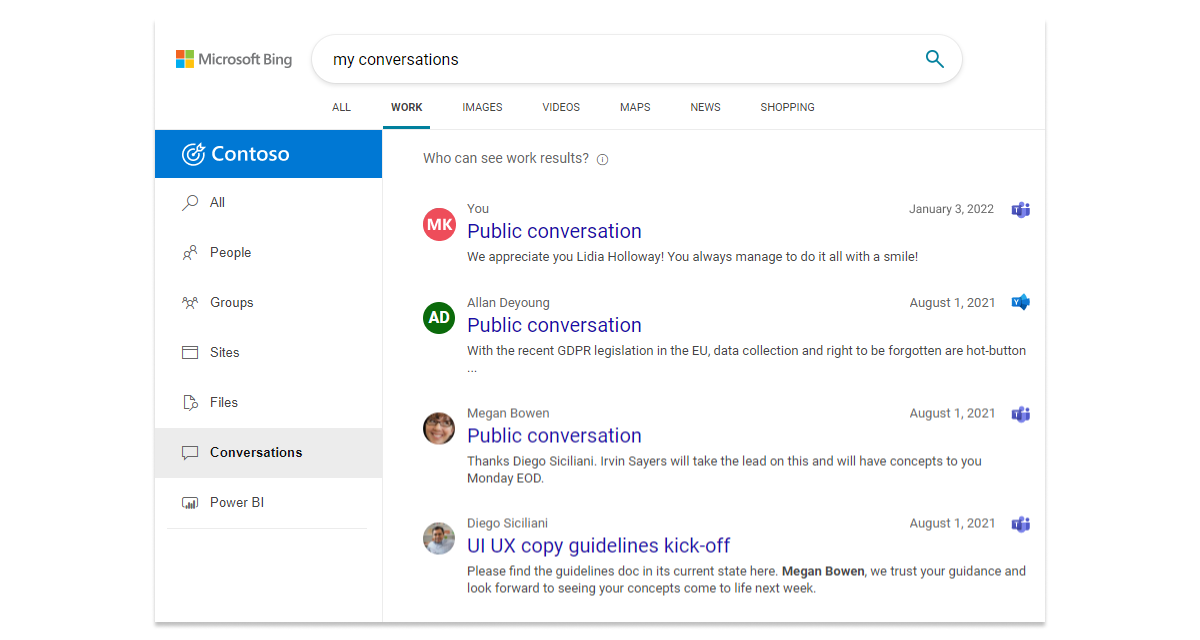 Microsoft Bing
my conversations
ALL WORK IMAGES VIDEOS MAPS NEWS SHOPPING
Contoso
All
People
Groups
Sites
Files
Conversations
Power BI
Who can see work results?
MK
You
January 3, 2022
Public conversation
We appreciate you Lidia Holloway! You always manage to do it all with a smile!
AD
Allan Deyoung
August 1, 2021
Public conversation
With the recent GDPR legislation in the EU, data collection and right to be forgotten are hot-button
...
Megan Bowen
August 1, 2021
Public conversation
Thanks Diego Siciliani. Irvin Sayers will take the lead on this and will have concepts to you
Monday EOD.
Diego Siciliani
August 1, 2021
UI UX copy guidelines kick-off
Please find the guidelines doc in its current state here. Megan Bowen, we trust your guidance and
look forward to seeing your concepts come to life next week.